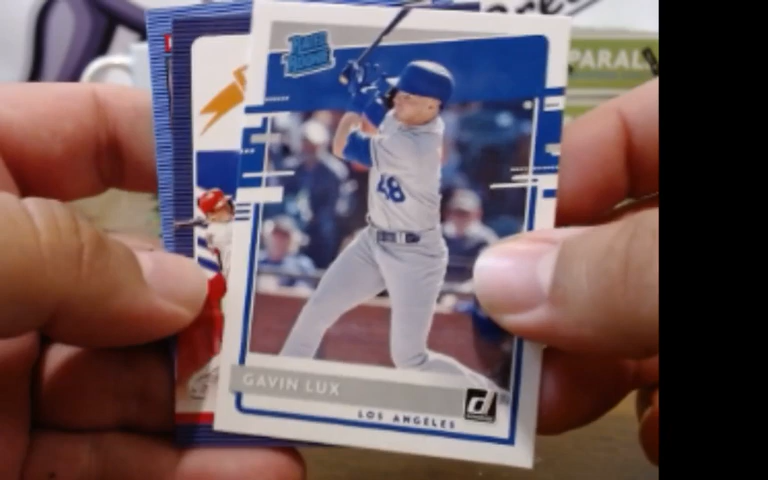 PARAL
RATED
ROOKIE
48
GAVIN LUX
d
LOS ANGELES